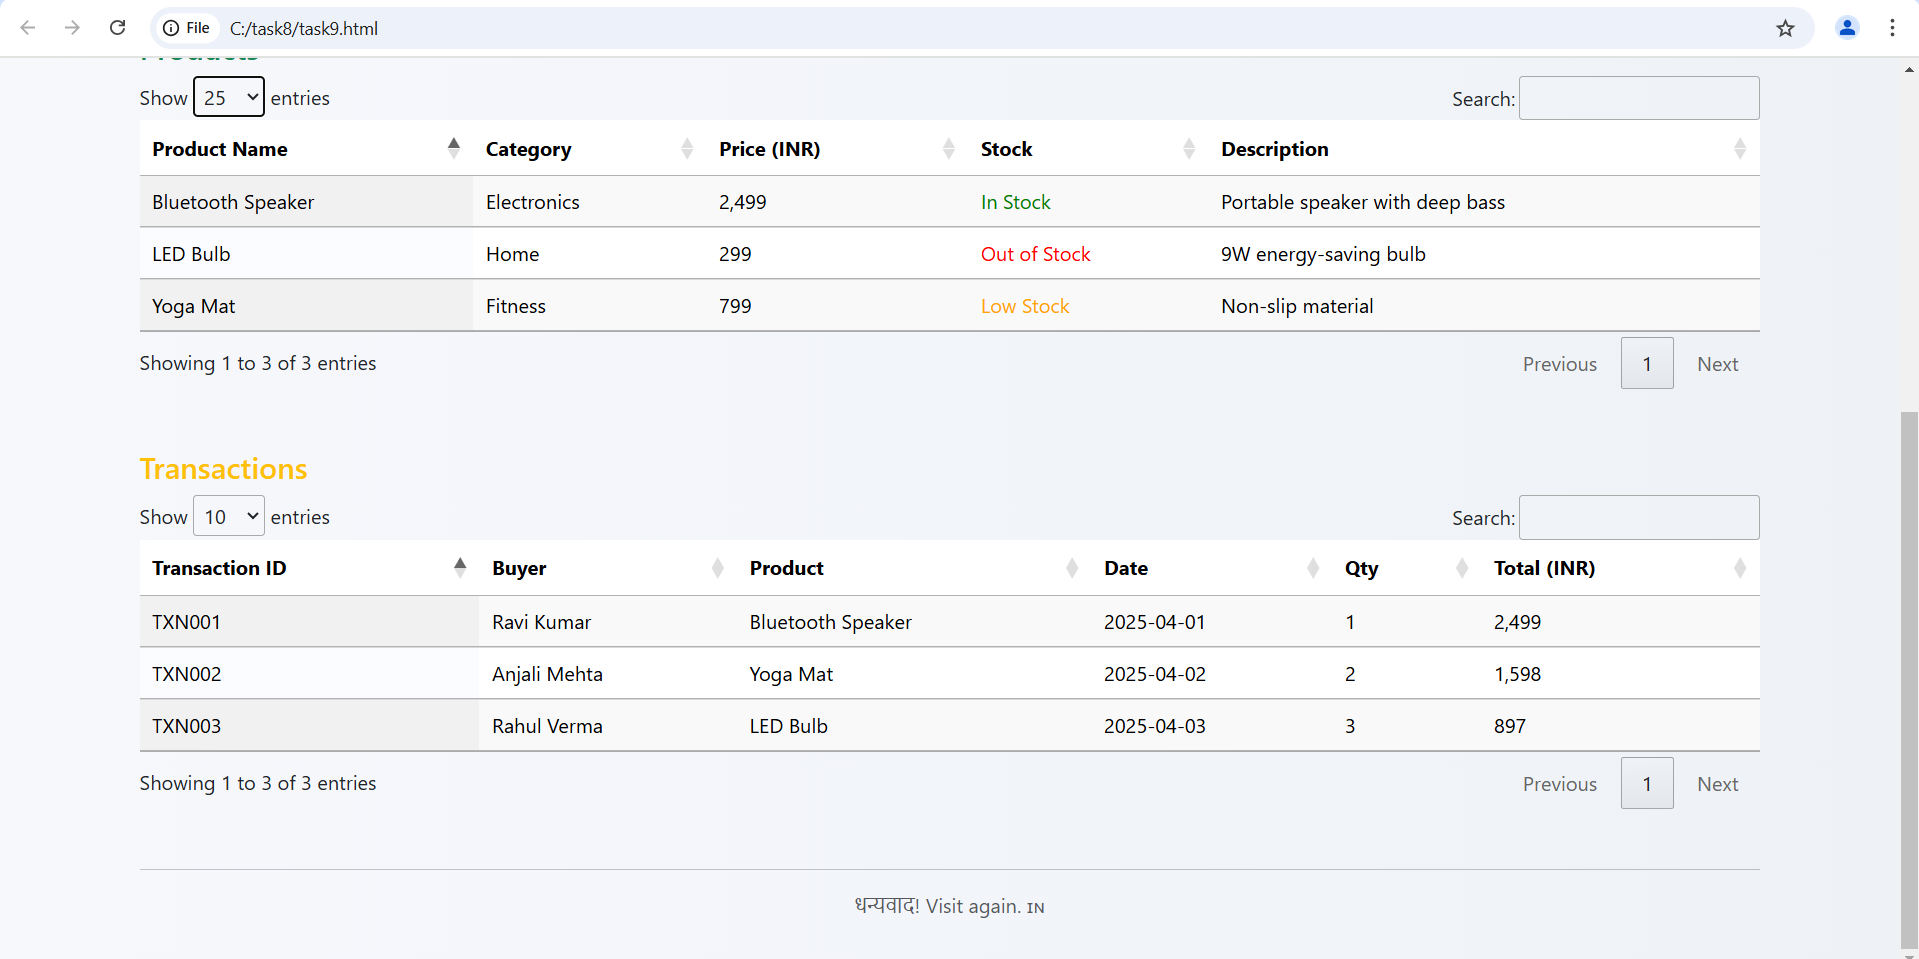 File C:/task8/task9.html
Products
Show 25 entries Search:
Product Name Category Price (INR) Stock Description
Bluetooth Speaker Electronics 2,499 In Stock Portable speaker with deep bass
LED Bulb Home 299 Out of Stock 9W energy-saving bulb
Yoga Mat Fitness 799 Low Stock Non-slip material
Showing 1 to 3 of 3 entries Previous 1 Next
Transactions
Show 10 entries Search:
Transaction ID Buyer Product Date Qty Total (INR)
TXN001 Ravi Kumar Bluetooth Speaker 2025-04-01 1 2,499
TXN002 Anjali Mehta Yoga Mat 2025-04-02 2 1,598
TXN003 Rahul Verma LED Bulb 2025-04-03 3 897
Showing 1 to 3 of 3 entries Previous 1 Next
धन्यवाद! Visit again. IN